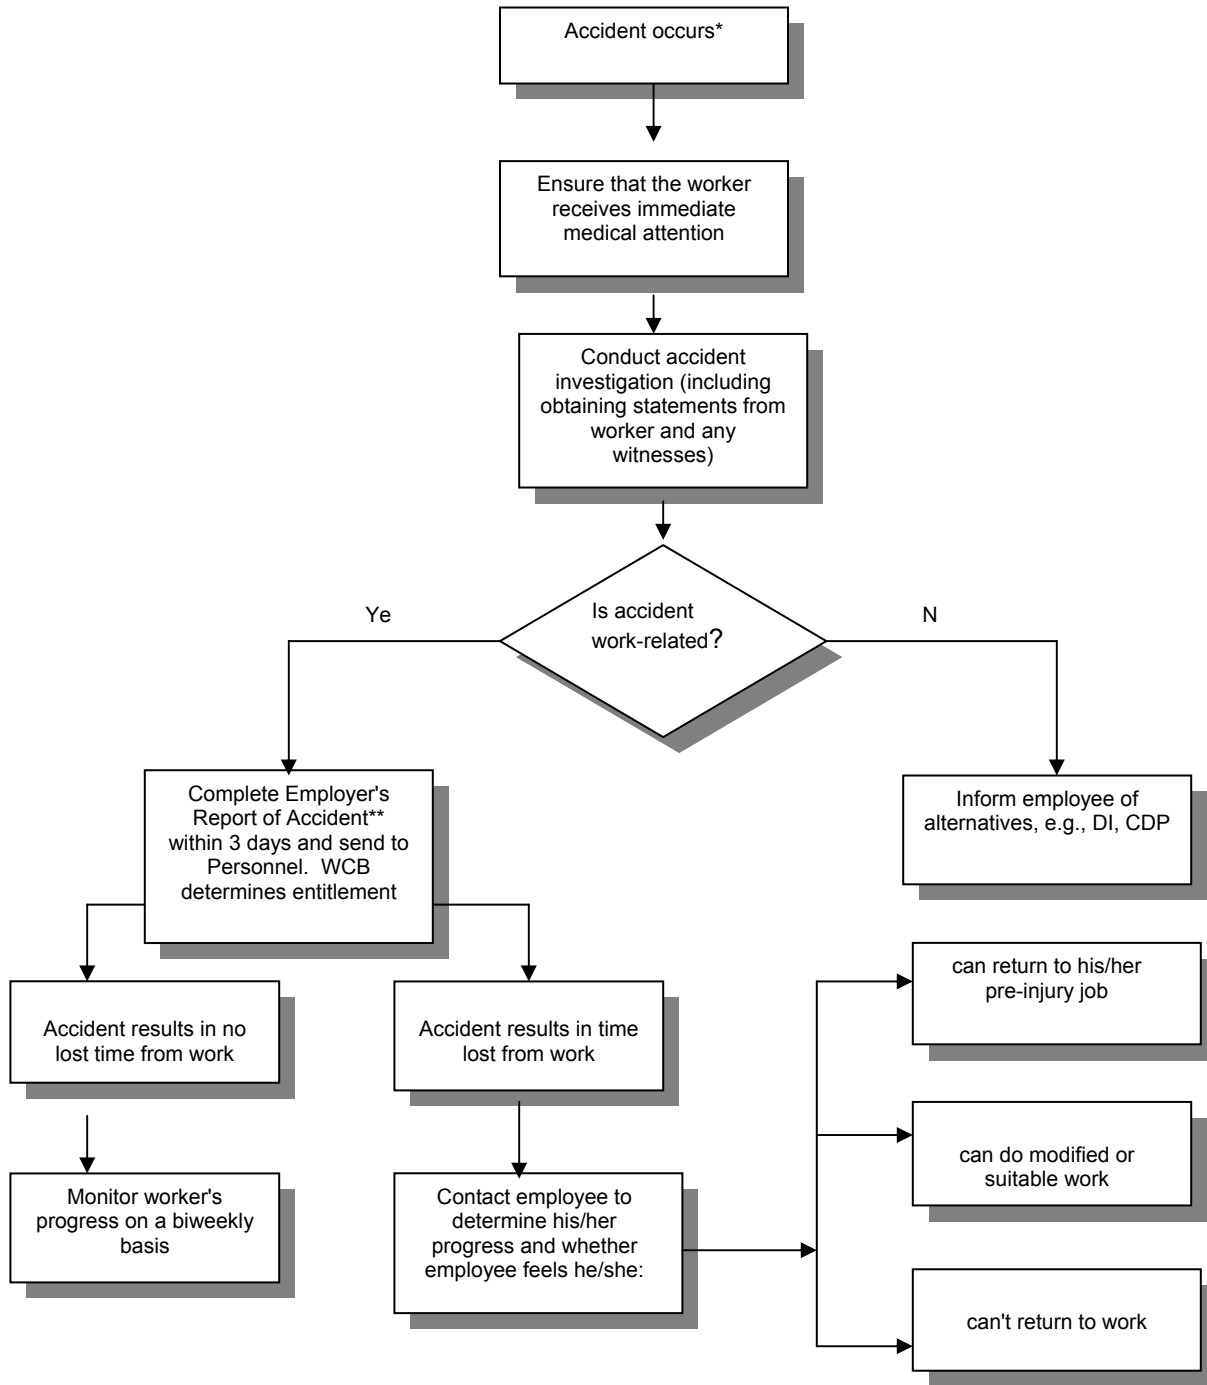 Accident occurs*
Ensure that the worker
receives immediate
medical attention
Conduct accident
investigation (including
obtaining statements from
worker and any
witnesses)
Is accident
work-related?
Ye
N
Complete Employer's
Report of Accident**
within 3 days and send to
Personnel. WCB
determines entitlement
Inform employee of
alternatives, e.g., DI, CDP
Accident results in no
lost time from work
Accident results in time
lost from work
can return to his/her
pre-injury job
can do modified or
suitable work
Monitor worker's
progress on a biweekly
basis
Contact employee to
determine his/her
progress and whether
employee feels he/she:
can't return to work